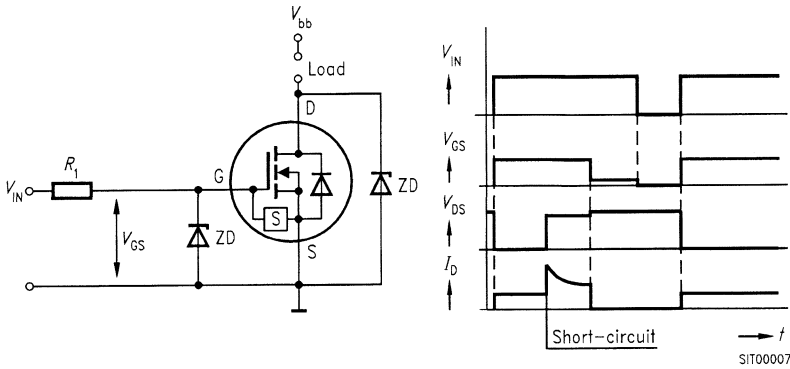 V_bb
Load
D
G
R_1
V_IN
V_GS
ZD
S
S
ZD
V_IN
V_GS
V_DS
I_D
Short-circuit
t
SIT00007